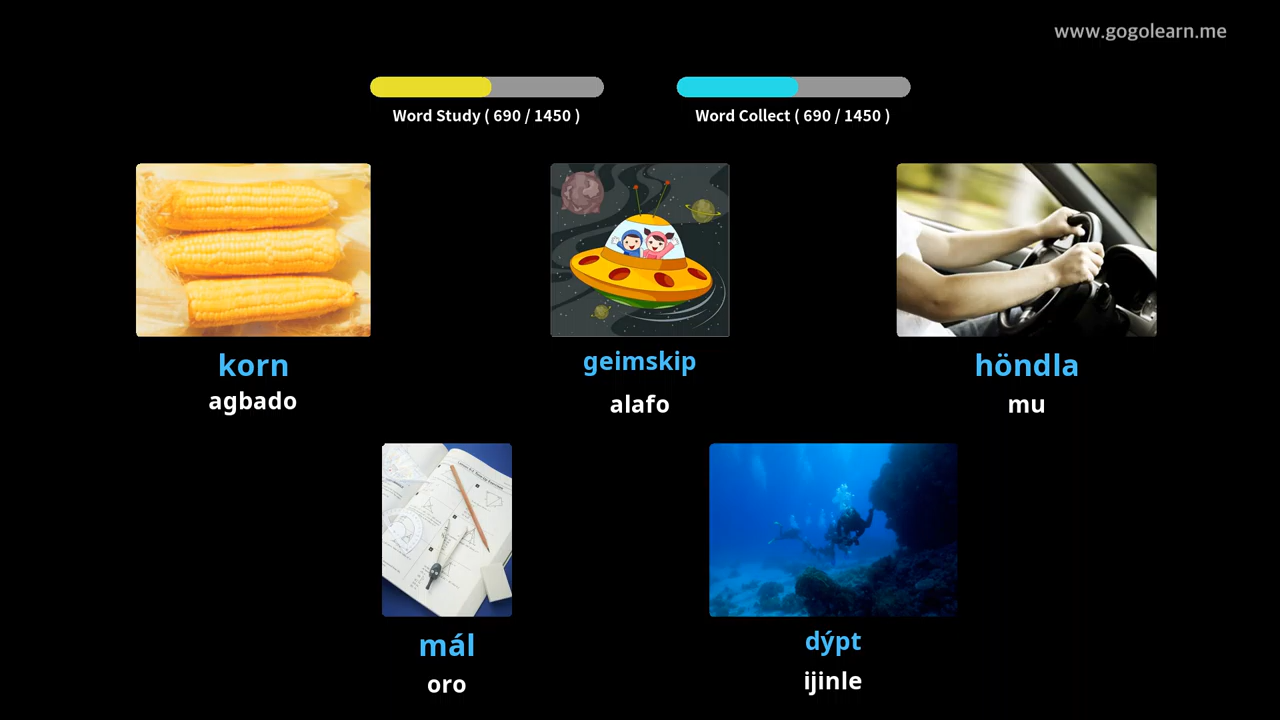 www.gogolearn.me
Word Study ( 690 / 1450 )
Word Collect ( 690 / 1450 )
korn
agbado
geimskip
alafo
höndla
mu
mál
oro
dýpt
ijinle